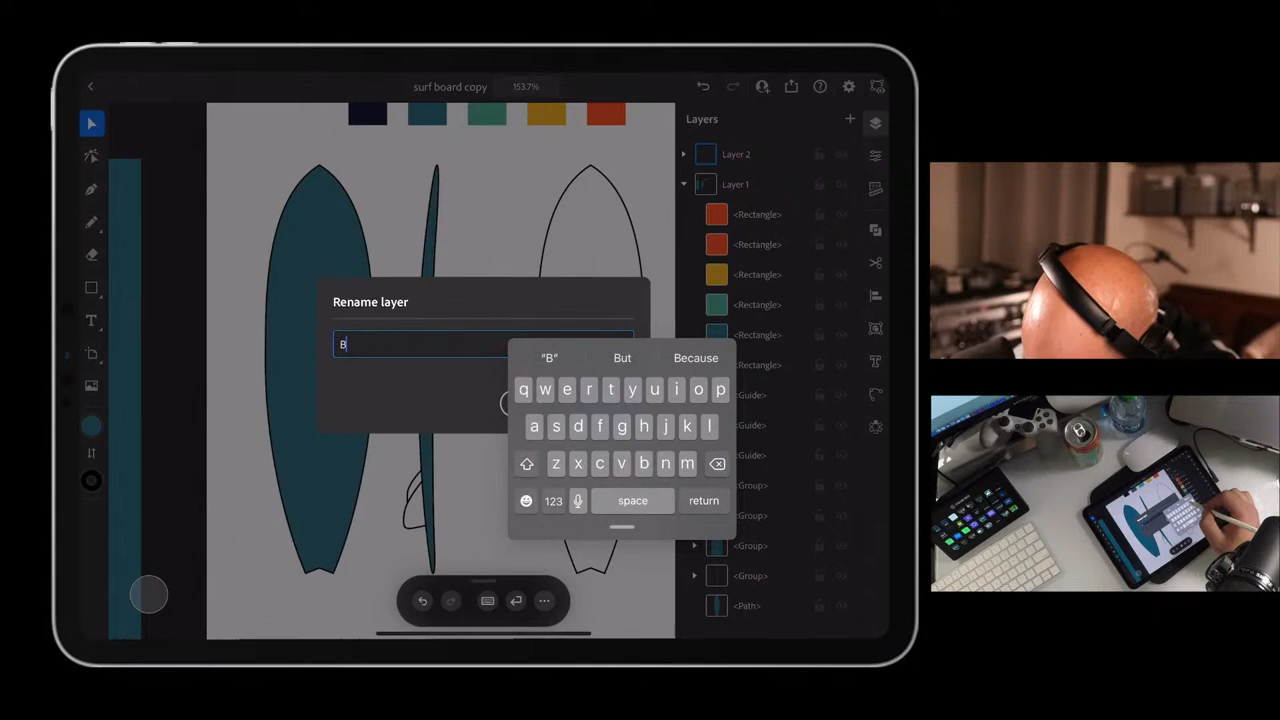 surf board copy 153.7%
Layers
Layer 2
Layer 1
<Rectangle>
<Rectangle>
<Rectangle>
<Rectangle>
<Rectangle>
<Rectangle>
Guide>
Guide>
Guide>
Group>
Group>
<Group>
<Group>
<Path>
Rename layer
B
“B” But Because
q w e r t y u i o p
a s d f g h j k l
z x c v b n m
123 space return
T
T